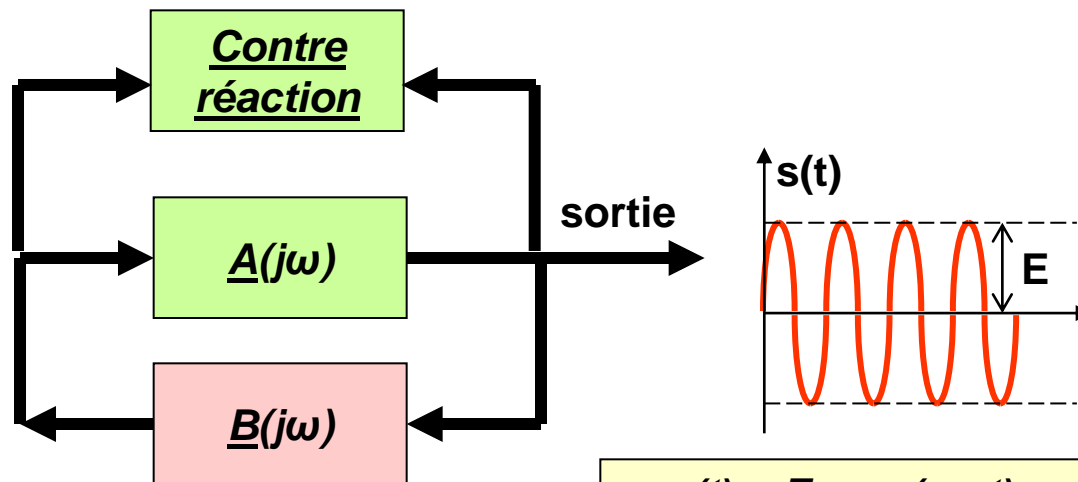 Contre
réaction
s(t)
sortie
A(jω)
E
B(jω)